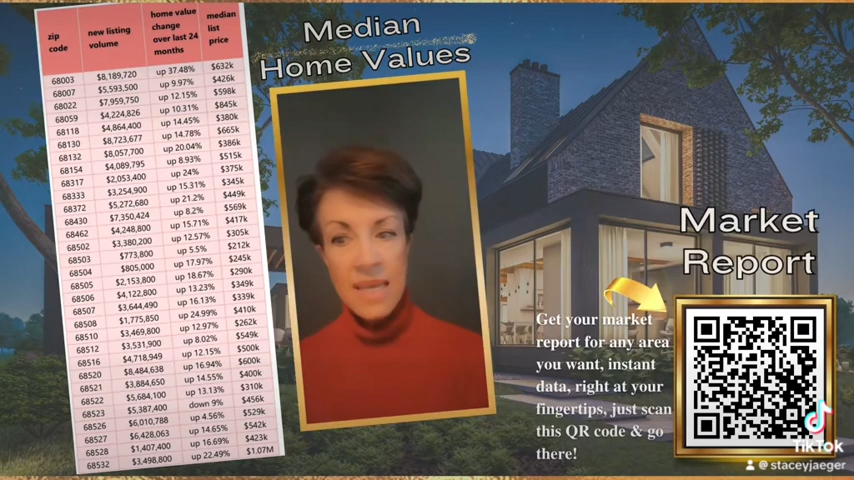 zip code
new listing volume
home value change over last 24 months
median list price
68003 $8,189,720 up 37.48% $632k
68007 $5,593,500 up 9.97% $426k
68022 $7,959,750 up 12.15% $598k
68059 $4,224,826 up 10.31% $845k
68118 $4,864,400 up 14.45% $380k
68130 $8,723,677 up 14.78% $665k
68132 $8,057,700 up 20.04% $386k
68154 $4,089,795 up 8.93% $515k
68317 $2,053,400 up 24% $375k
68333 $3,254,900 up 15.31% $345k
68372 $5,272,680 up 21.2% $449k
68430 $7,350,424 up 8.2% $569k
68462 $4,248,800 up 15.71% $417k
68502 $3,380,200 up 12.57% $305k
68503 $773,800 up 5.5% $212k
68504 $805,000 up 17.97% $245k
68505 $2,153,800 up 18.67% $290k
68506 $4,122,800 up 13.23% $349k
68507 $3,644,490 up 16.13% $339k
68508 $1,775,850 up 24.99% $410k
68510 $3,469,800 up 12.97% $262k
68512 $3,531,900 up 8.02% $549k
68516 $4,718,949 up 12.15% $500k
68520 $8,484,638 up 16.94% $600k
68521 $3,884,650 up 14.55% $400k
68522 $5,684,100 up 13.13% $310k
68523 $5,387,400 down 9% $456k
68526 $6,010,788 up 4.56% $529k
68527 $6,428,063 up 14.65% $542k
68528 $1,407,400 up 16.69% $423k
68532 $3,498,800 up 22.49% $1.07M
Median
Home Values
Market
Report
Get your market
report for any area
you want, instant
data, right at your
fingertips, just scan
this QR code & go
there!
TikTok
@staceyjaeger